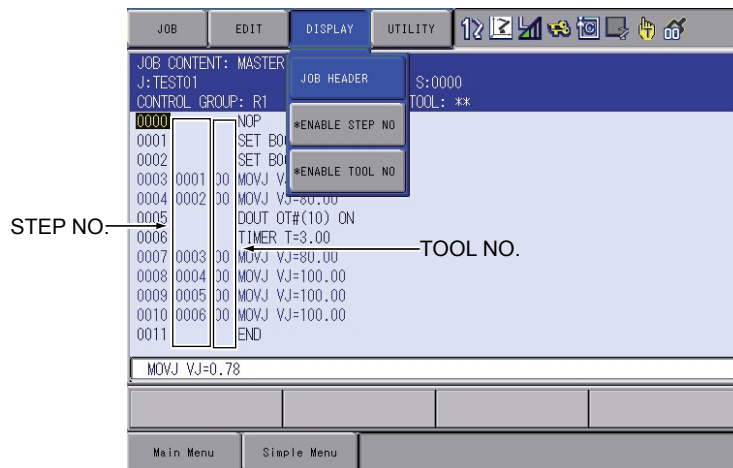 JOB EDIT DISPLAY UTILITY
JOB CONTENT: MASTER
J:TEST01 S:0000
CONTROL GROUP: R1 TOOL: **
JOB HEADER
*ENABLE STEP NO
*ENABLE TOOL NO
0000 NOP
0001 SET
0002 SET
0003 0001 00 MOVJ
0004 0002 00 MOVJ VJ=80.00
0005 DOUT OT#(10) ON
0006 TIMER T=3.00
0007 0003 00 MOVJ VJ=80.00
0008 0004 00 MOVJ VJ=100.00
0009 0005 00 MOVJ VJ=100.00
0010 0006 00 MOVJ VJ=100.00
0011 END
STEP NO.
TOOL NO.
MOVJ VJ=0.78
Main Menu Simple Menu